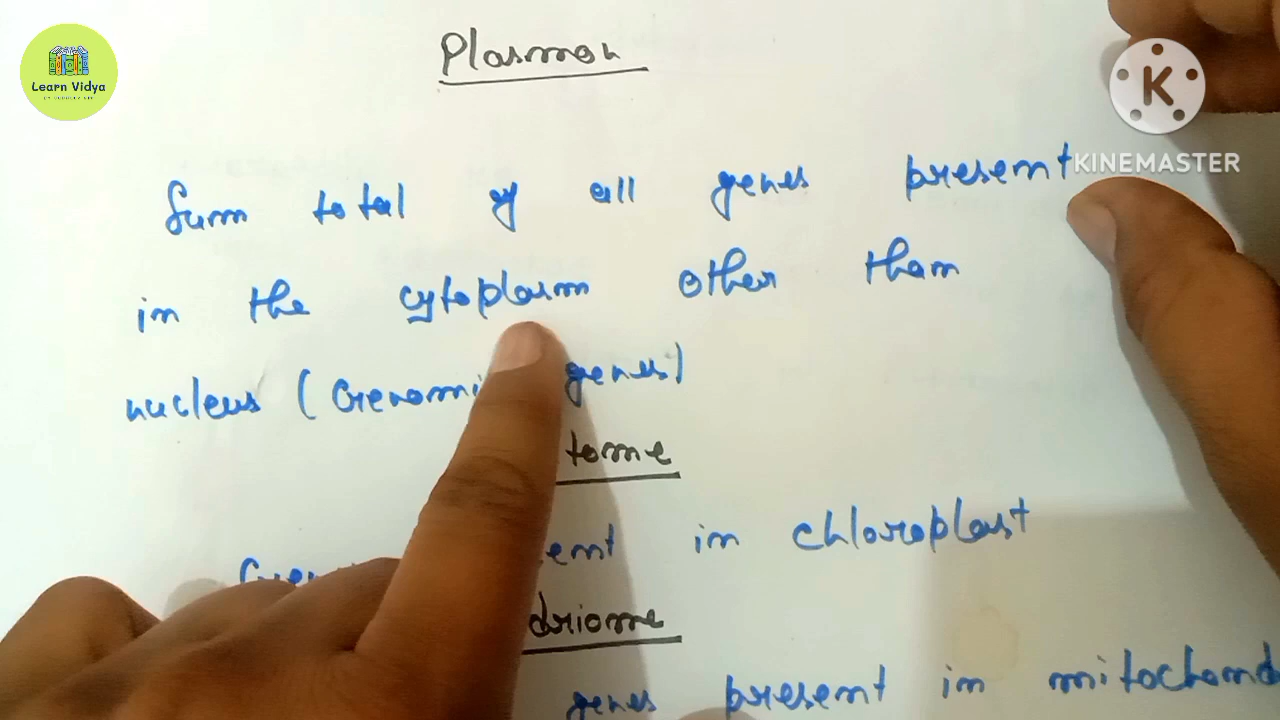 Learn Vidya
Plasmon
KINEMASTER
Sum total of all genes present
in the cytoplasm other than
nucleus (Genomi genes)
tome
ent in chloroplast
driome
genes present in mitochond